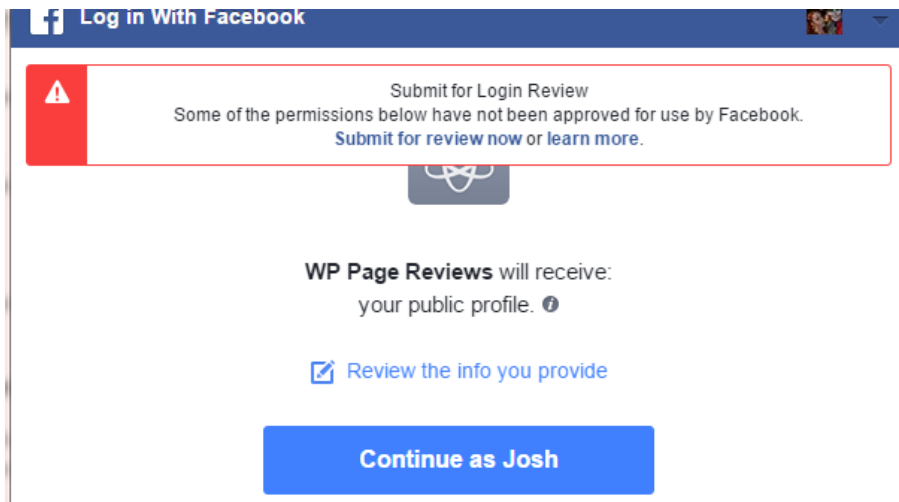 Log in With Facebook
Submit for Login Review
Some of the permissions below have not been approved for use by Facebook.
Submit for review now or learn more.
WP Page Reviews will receive:
your public profile.
Review the info you provide
Continue as Josh